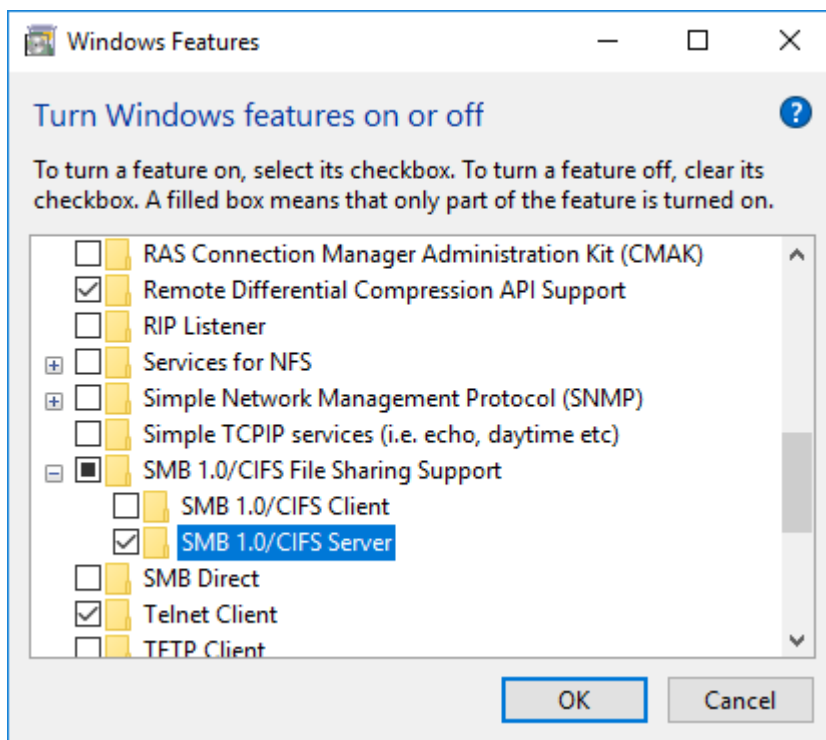 Windows Features
Turn Windows features on or off
?
To turn a feature on, select its checkbox. To turn a feature off, clear its
checkbox. A filled box means that only part of the feature is turned on.
RAS Connection Manager Administration Kit (CMAK)
Remote Differential Compression API Support
RIP Listener
Services for NFS
Simple Network Management Protocol (SNMP)
Simple TCPIP services (i.e. echo, daytime etc)
SMB 1.0/CIFS File Sharing Support
SMB 1.0/CIFS Client
SMB 1.0/CIFS Server
SMB Direct
Telnet Client
TFTP Client
OK Cancel